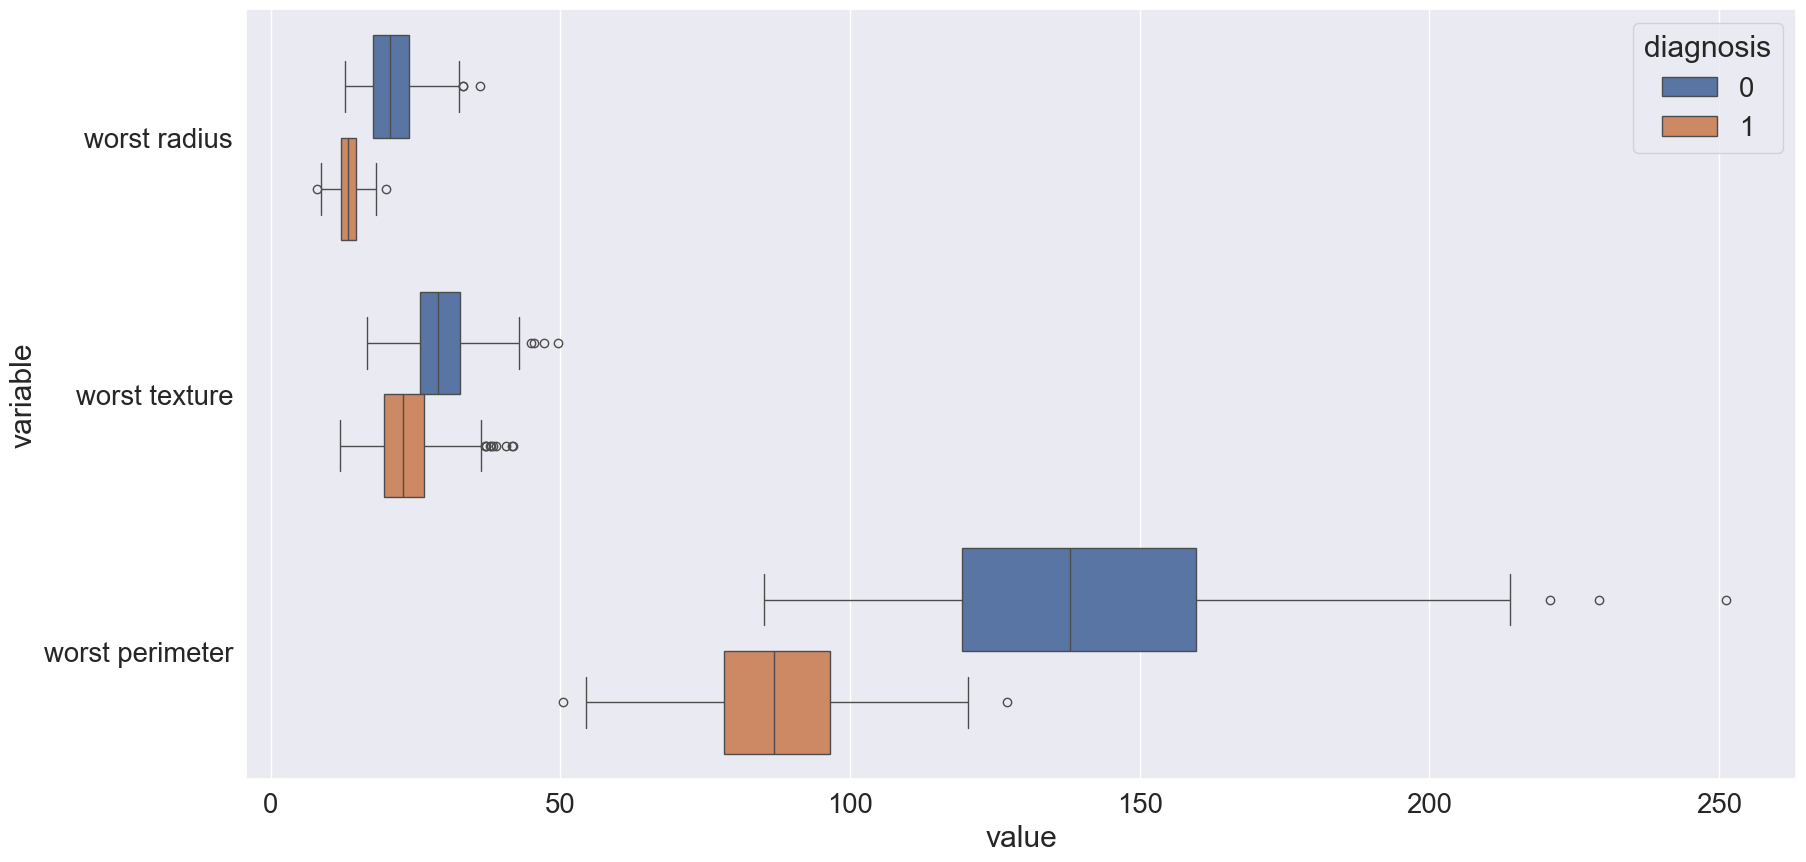 diagnosis
0
1
worst radius
worst texture
worst perimeter
variable
0 50 100 150 200 250
value